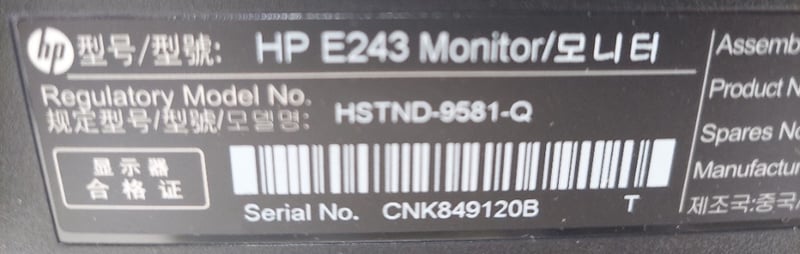 hp 型号/型號: HP E243 Monitor/모니터
Regulatory Model No.
规定型号/型號/모델명: HSTND-9581-Q
显示器
合格证
Serial No. CNK849120B T
Product
Spares
제조국:중국/